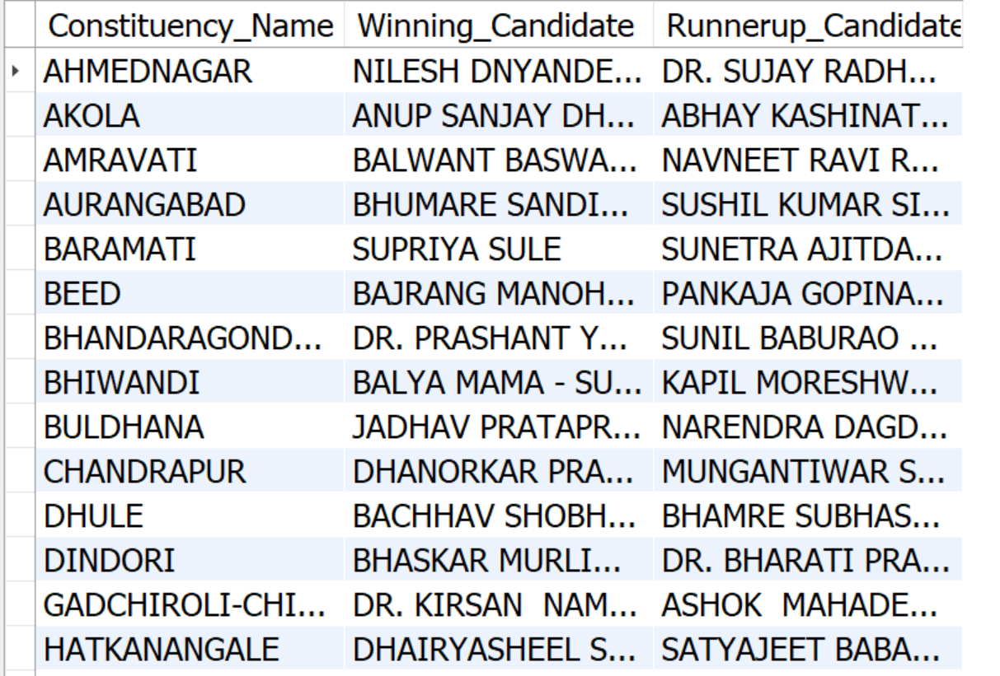 Constituency_Name Winning_Candidate Runnerup_Candidate
AHMEDNAGAR NILESH DNYANDE... DR. SUJAY RADH...
AKOLA ANUP SANJAY DH... ABHAY KASHINAT...
AMRAVATI BALWANT BASWA... NAVNEET RAVI R...
AURANGABAD BHUMARE SANDI... SUSHIL KUMAR SI...
BARAMATI SUPRIYA SULE SUNETRA AJITDA...
BEED BAJRANG MANOH... PANKAJA GOPINA...
BHANDARAGOND... DR. PRASHANT Y... SUNIL BABURAO ...
BHIWANDI BALYA MAMA - SU... KAPIL MORESHW...
BULDHANA JADHAV PRATAPR... NARENDRA DAGD...
CHANDRAPUR DHANORKAR PRA... MUNGANTIWAR S...
DHULE BACHHAV SHOBH... BHAMRE SUBHAS...
DINDORI BHASKAR MURLI... DR. BHARATI PRA...
GADCHIROLI-CHI... DR. KIRSAN  NAM... ASHOK  MAHADE...
HATKANANGALE DHAIRYASHEEL S... SATYAJEET BABA...